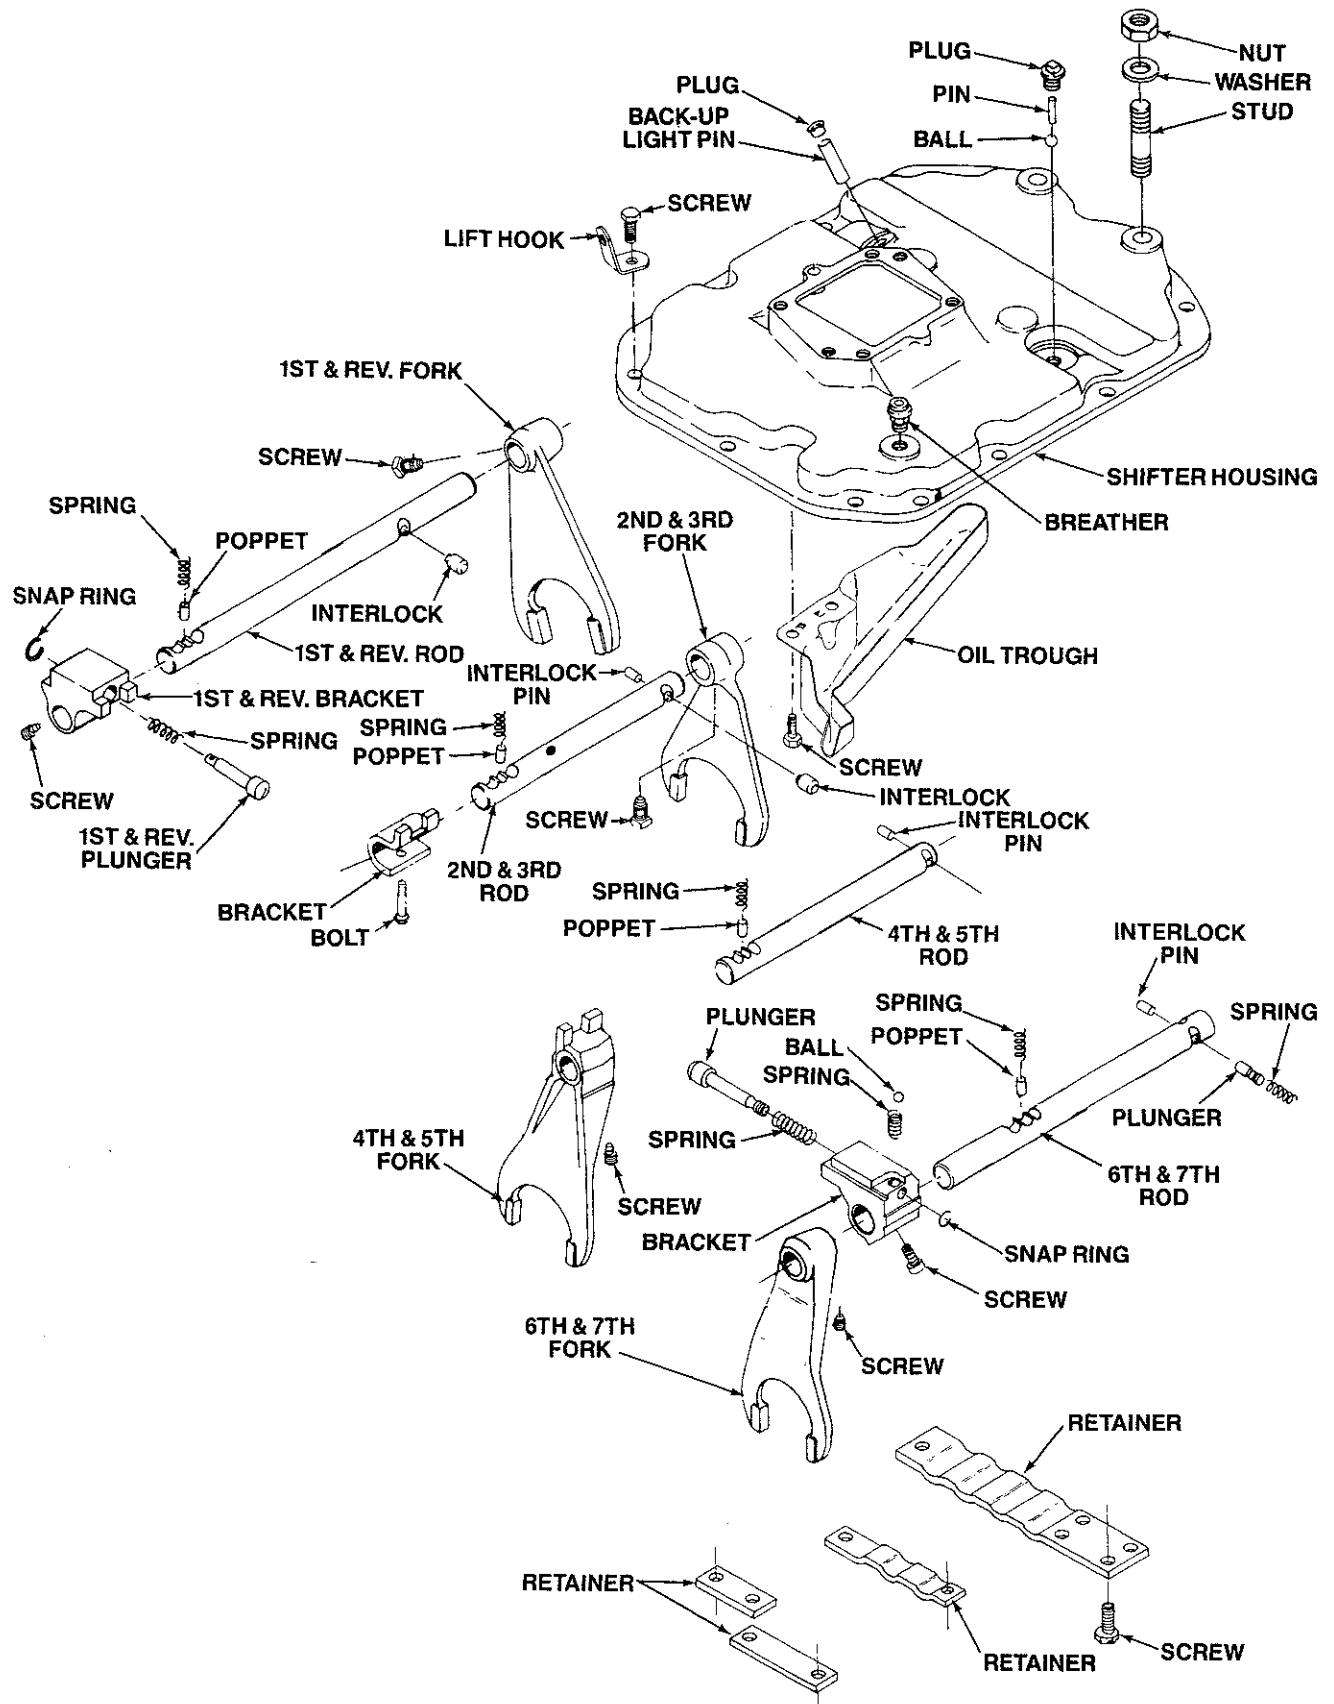 NUT
PLUG
WASHER
PLUG
PIN
STUD
BACK-UP
LIGHT PIN
BALL
SCREW
LIFT HOOK
1ST & REV. FORK
SCREW
SHIFTER HOUSING
SPRING
2ND & 3RD
FORK
BREATHER
POPPET
SNAP RING
INTERLOCK
1ST & REV. ROD
OIL TROUGH
INTERLOCK
PIN
1ST & REV. BRACKET
SPRING
SPRING
POPPET
SCREW
SCREW
INTERLOCK
SCREW
INTERLOCK
PIN
1ST & REV.
PLUNGER
2ND & 3RD
ROD
SPRING
BRACKET
POPPET
BOLT
4TH & 5TH
ROD
INTERLOCK
PIN
SPRING
SPRING
PLUNGER
POPPET
BALL
SPRING
PLUNGER
SPRING
4TH & 5TH
FORK
6TH & 7TH
ROD
SCREW
BRACKET
SNAP RING
SCREW
6TH & 7TH
FORK
SCREW
RETAINER
RETAINER
RETAINER
SCREW